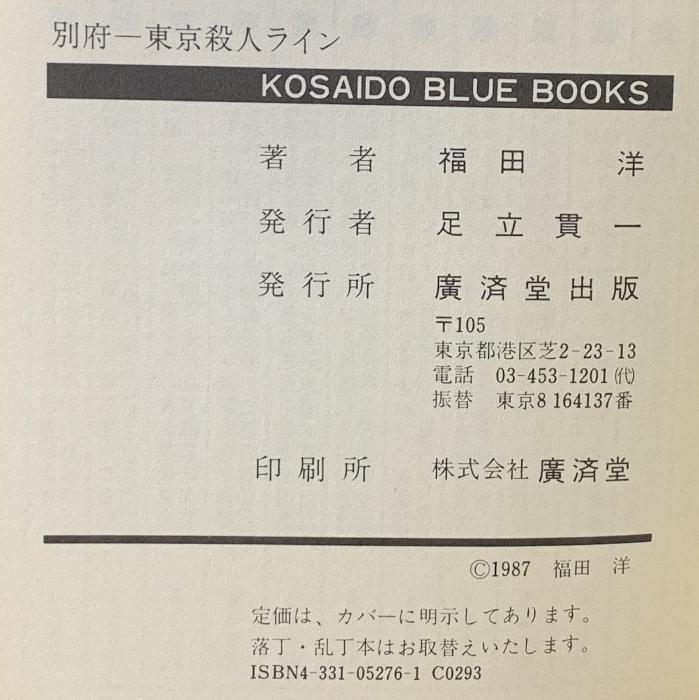 別府―東京殺人ライン
KOSAIDO BLUE BOOKS
著者 福田 洋
発行者 足立貫一
発行所 廣済堂出版
〒105
東京都港区芝2-23-13
電話 03-453-1201㈹
振替 東京8 164137番
印刷所 株式会社 廣済堂
©1987 福田 洋
定価は、カバーに明示してあります。
落丁・乱丁本はお取替えいたします。
ISBN4-331-05276-1 C0293